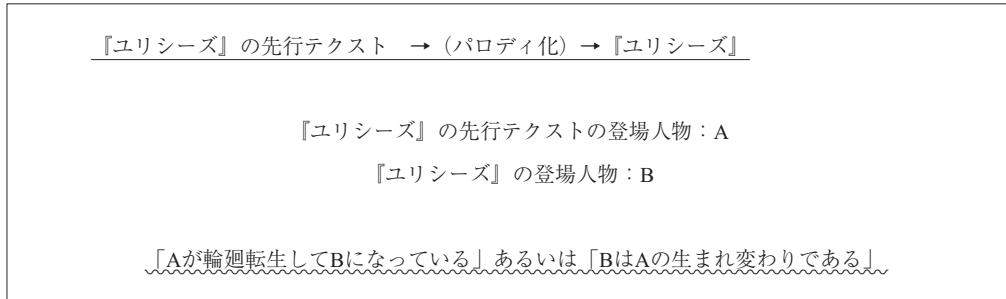 『ユリシーズ』の先行テクスト　→（パロディ化）→『ユリシーズ』
『ユリシーズ』の先行テクストの登場人物：A
『ユリシーズ』の登場人物：B
「Aが輪廻転生してBになっている」あるいは「BはAの生まれ変わりである」